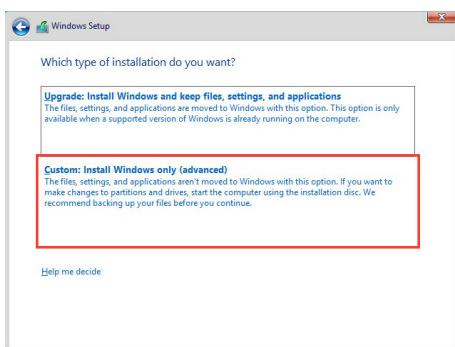 Windows Setup
Which type of installation do you want?
Upgrade: Install Windows and keep files, settings, and applications
The files, settings, and applications are moved to Windows with this option. This option is only
available when a supported version of Windows is already running on the computer.
Custom: Install Windows only (advanced)
The files, settings, and applications aren't moved to Windows with this option. If you want to
make changes to partitions and drives, start the computer using the installation disc. We
recommend backing up your files before you continue.
Help me decide